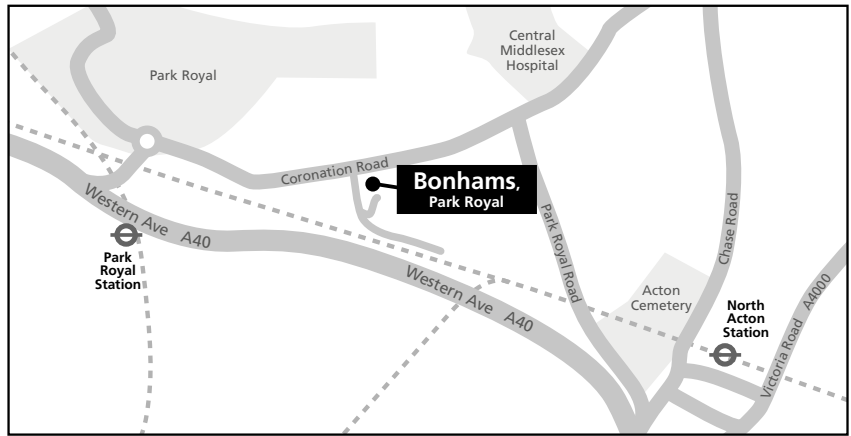 Central
Middlesex
Hospital
Park Royal
Coronation Road
Bonhams,
Park Royal
Western Ave A40
Park
Royal
Station
Park Royal Road
Chase Road
Western Ave A40
Acton
Cemetery
North
Acton
Station
Victoria Road A4000